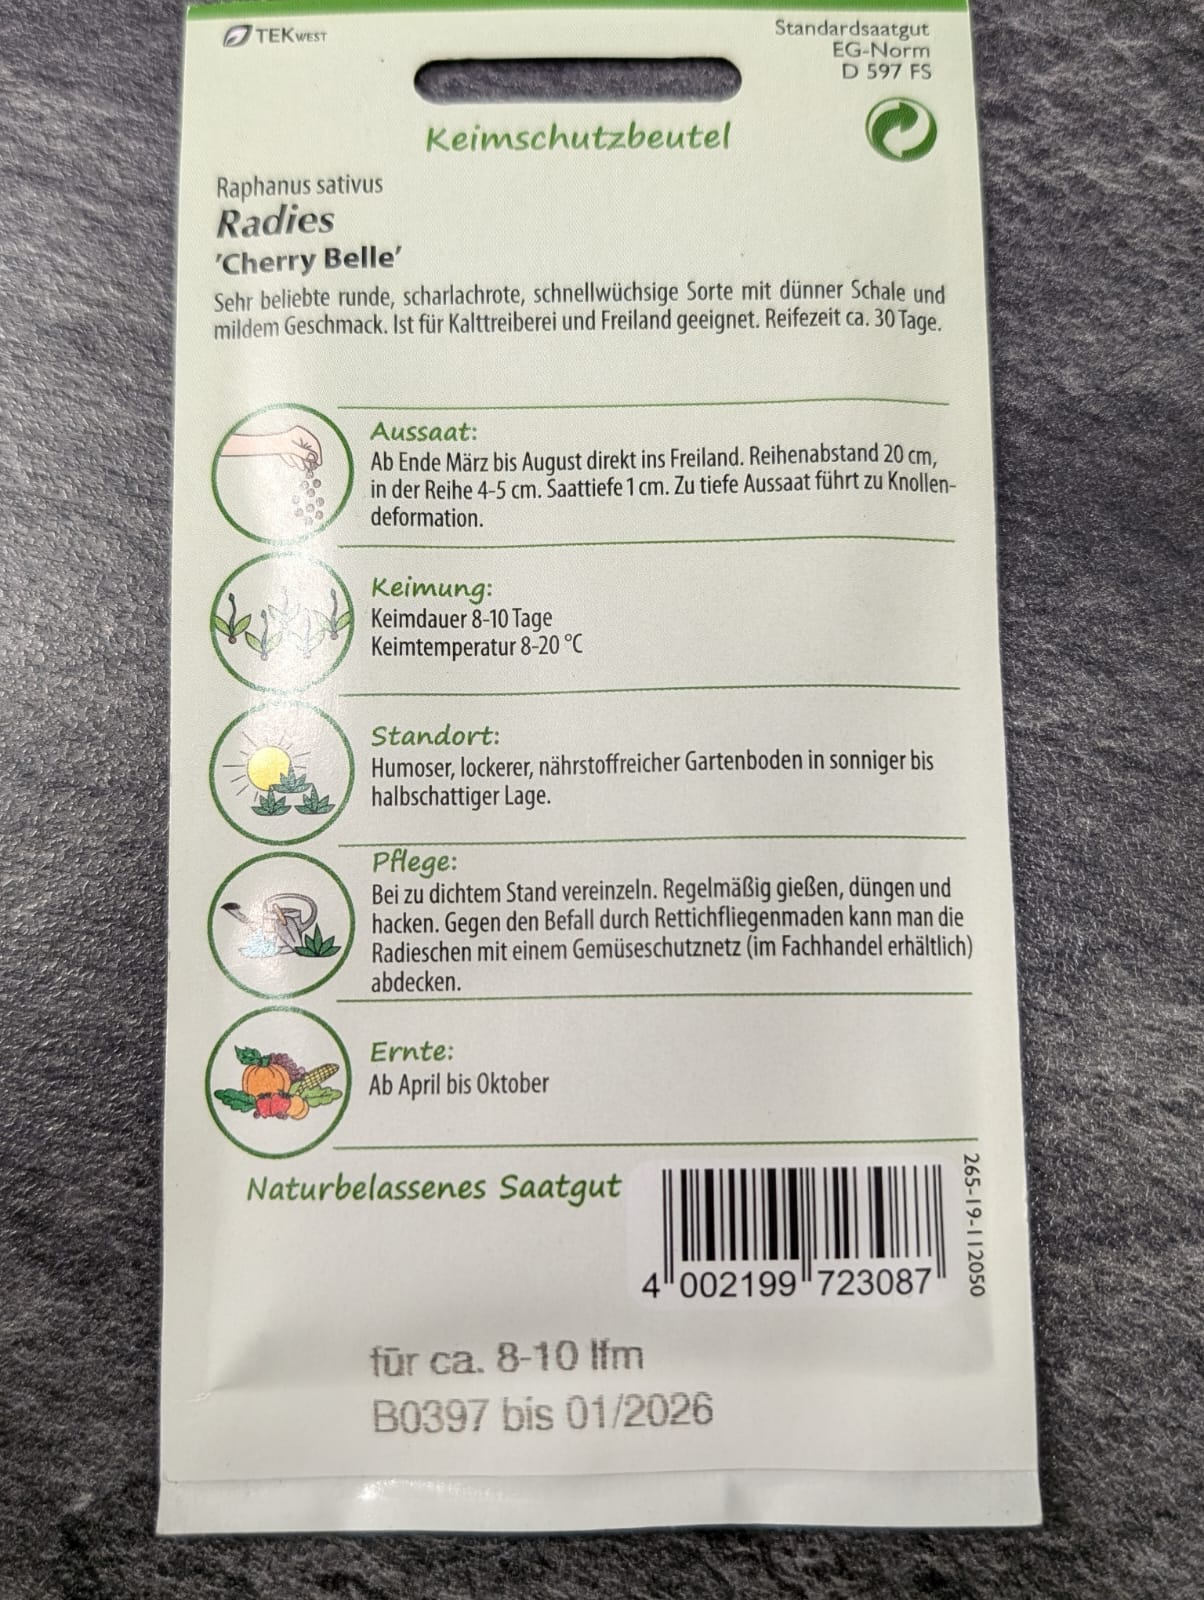 TEKWEST
Standardsaatgut
EG-Norm
D 597 FS
Keimschutzbeutel
Raphanus sativus
Radies
'Cherry Belle'
Sehr beliebte runde, scharlachrote, schnellwüchsige Sorte mit dünner Schale und
mildem Geschmack. Ist für Kalttreiberei und Freiland geeignet. Reifezeit ca. 30 Tage.
Aussaat:
Ab Ende März bis August direkt ins Freiland. Reihenabstand 20 cm,
in der Reihe 4-5 cm. Saattiefe 1 cm. Zu tiefe Aussaat führt zu Knollen-
deformation.
Keimung:
Keimdauer 8-10 Tage
Keimtemperatur 8-20 °C
Standort:
Humoser, lockerer, nährstoffreicher Gartenboden in sonniger bis
halbschattiger Lage.
Pflege:
Bei zu dichtem Stand vereinzeln. Regelmäßig gießen, düngen und
hacken. Gegen den Befall durch Rettichfliegenmaden kann man die
Radieschen mit einem Gemüseschutznetz (im Fachhandel erhältlich)
abdecken.
Ernte:
Ab April bis Oktober
Naturbelassenes Saatgut
4 002199 723087
265-19-112050
für ca. 8-10 lfm
B0397 bis 01/2026